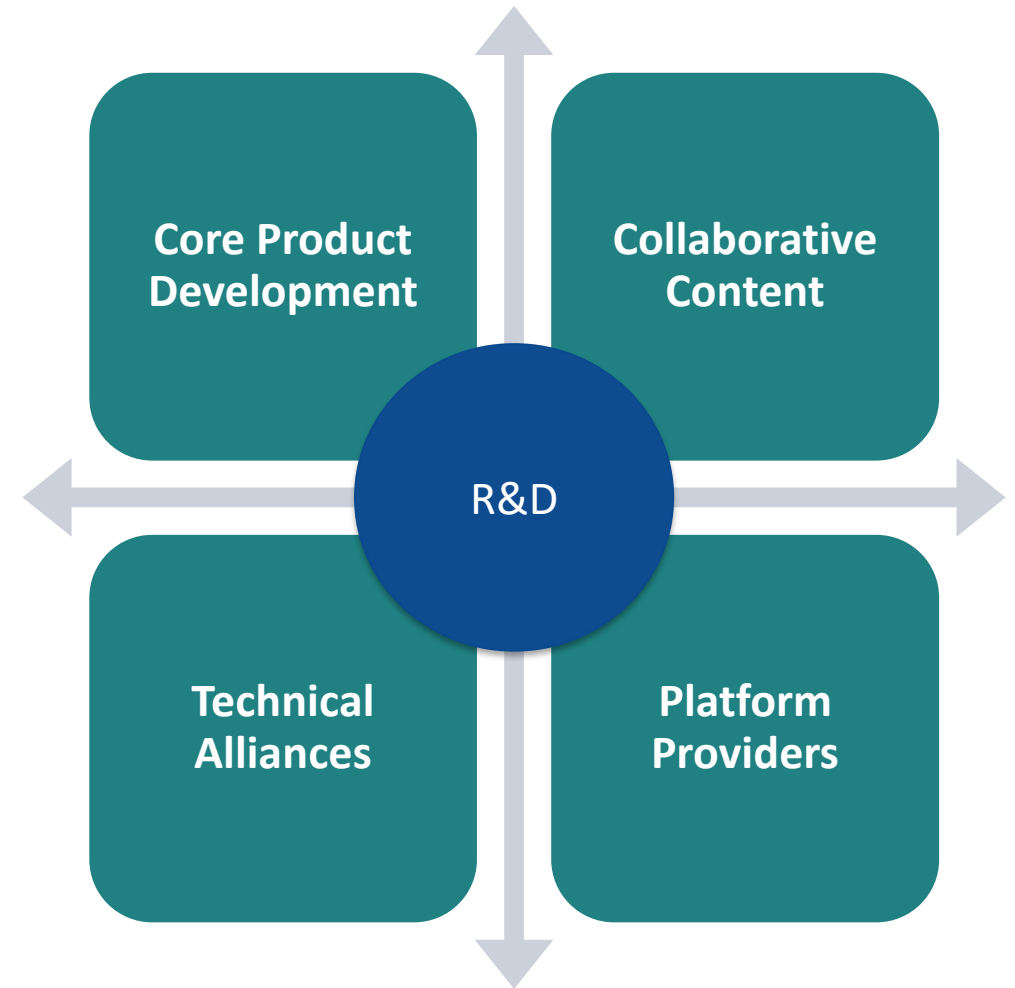 Core Product
Development
Collaborative
Content
R&D
Technical
Alliances
Platform
Providers